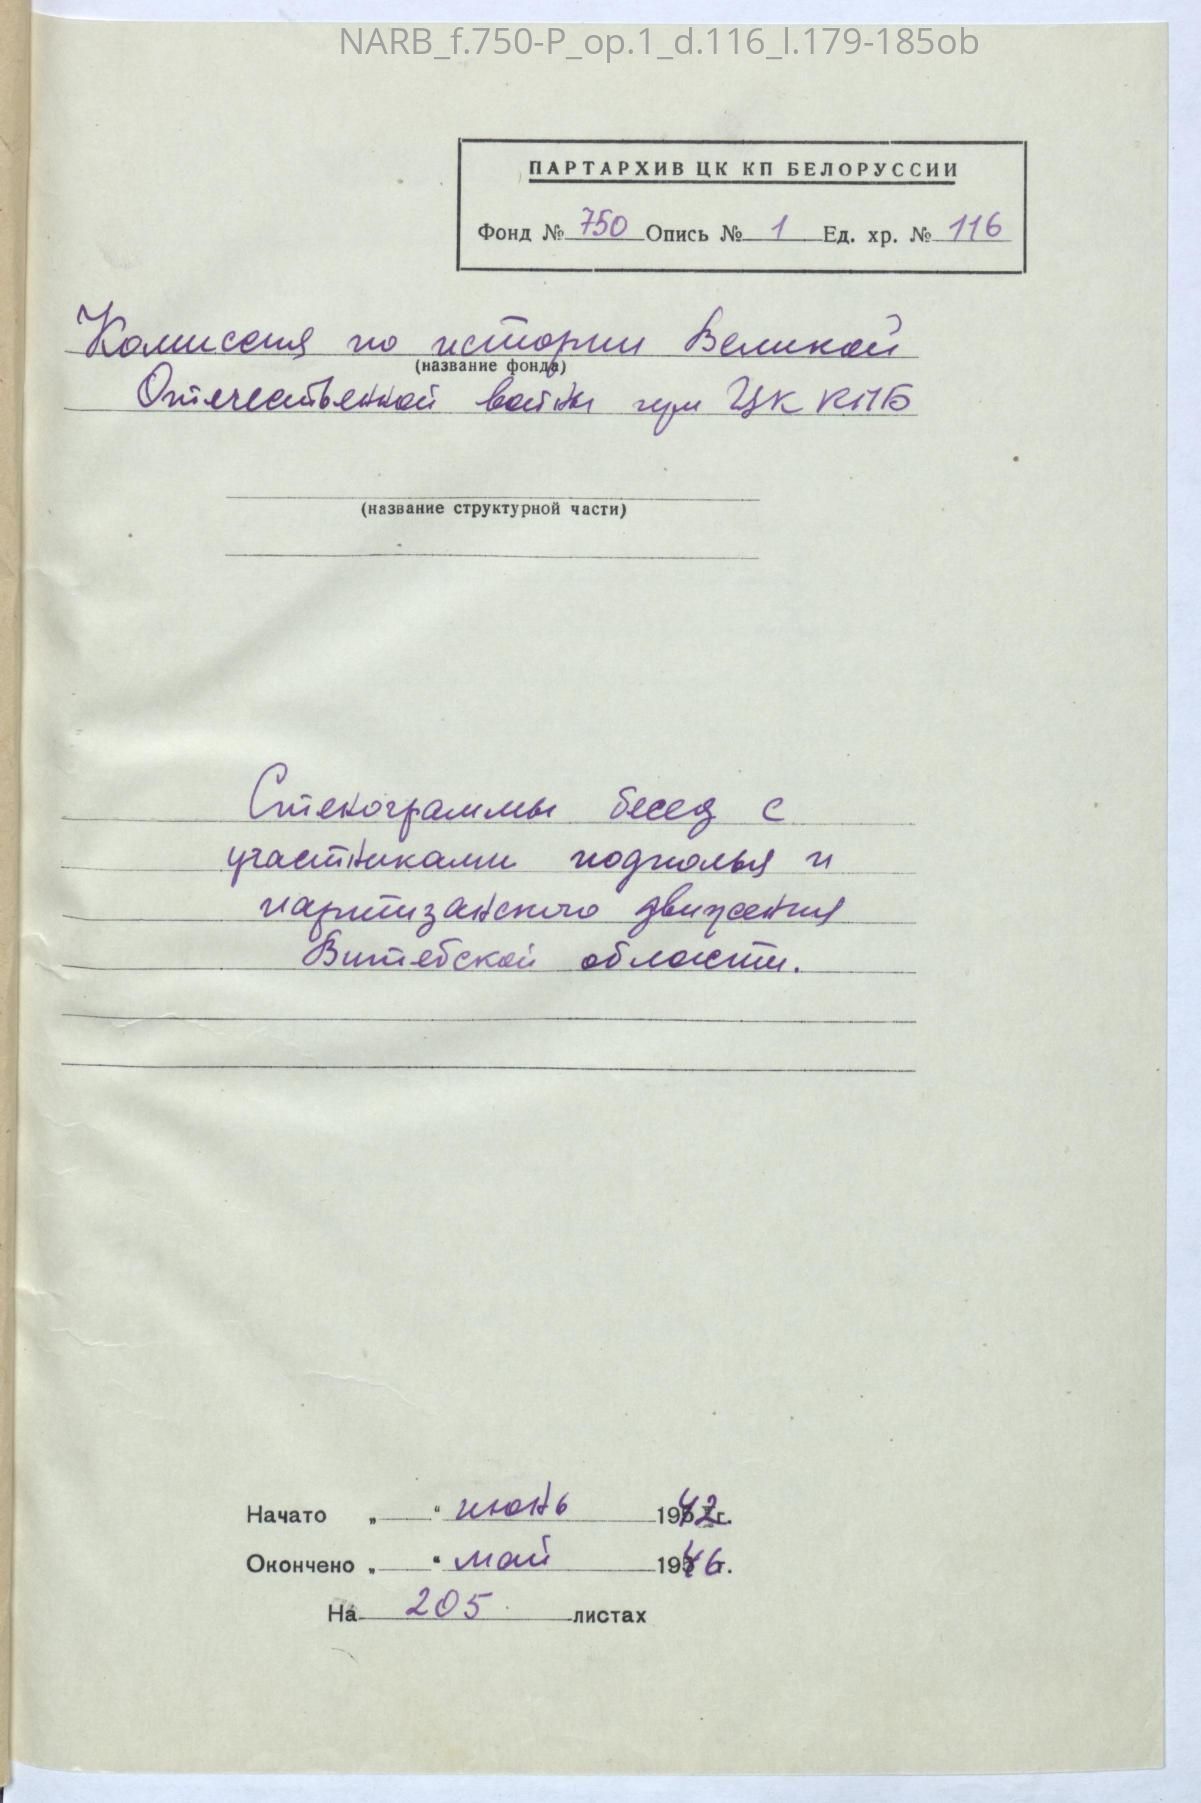 NARB_f.750-P_op.1_d.116_l.179-185ob
ПАРТАРХИВ ЦК КП БЕЛОРУССИИ
Фонд № 750 Опись № 1 Ед. хр. № 116
Комиссия по истории Великой
(название фонда)
Отечественной войны при ЦК КПБ
(название структурной части)
Стенограммы бесед с
участниками подполья и
партизанского движения
Витебской области.
Начато „ “ июнь 1942г.
Окончено „ “ май 1946г.
На 205 листах